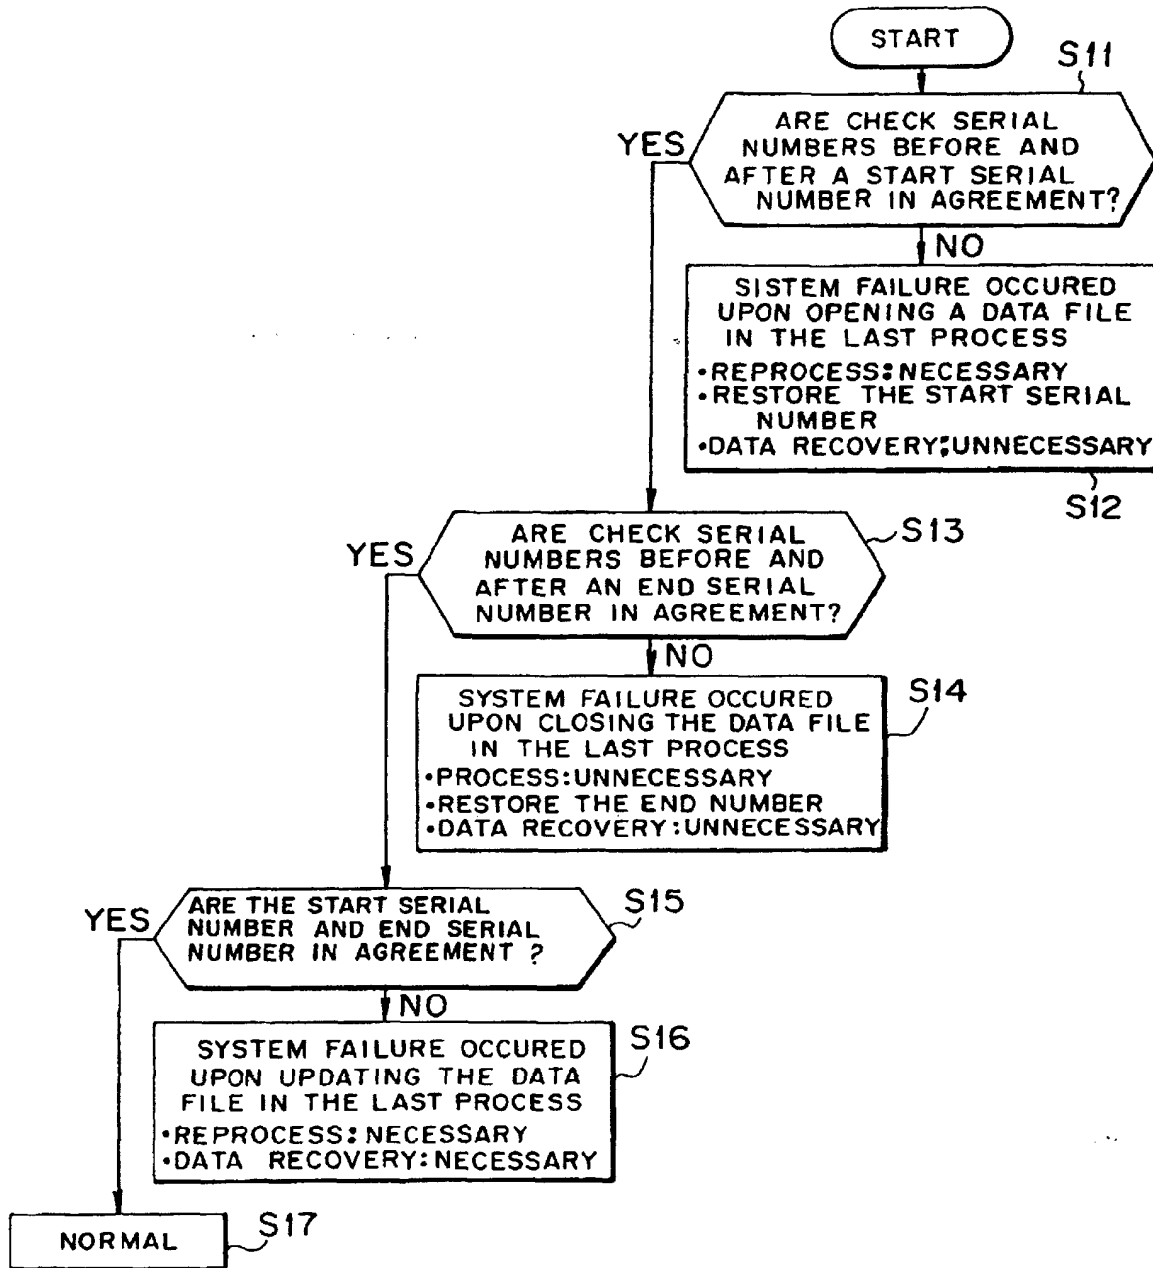 START
S11
ARE CHECK SERIAL
NUMBERS BEFORE AND
AFTER A START SERIAL
NUMBER IN AGREEMENT?
YES
NO
SISTEM FAILURE OCCURED
UPON OPENING A DATA FILE
IN THE LAST PROCESS
•REPROCESS:NECESSARY
•RESTORE THE START SERIAL
NUMBER
•DATA RECOVERY:UNNECESSARY
S12
ARE CHECK SERIAL
NUMBERS BEFORE AND
AFTER AN END SERIAL
NUMBER IN AGREEMENT?
S13
YES
NO
SYSTEM FAILURE OCCURED
UPON CLOSING THE DATA FILE
IN THE LAST PROCESS
•PROCESS:UNNECESSARY
•RESTORE THE END NUMBER
•DATA RECOVERY:UNNECESSARY
S14
ARE THE START SERIAL
NUMBER AND END SERIAL
NUMBER IN AGREEMENT ?
S15
YES
NO
SYSTEM FAILURE OCCURED
UPON UPDATING THE DATA
FILE IN THE LAST PROCESS
•REPROCESS:NECESSARY
•DATA RECOVERY:NECESSARY
S16
NORMAL
S17